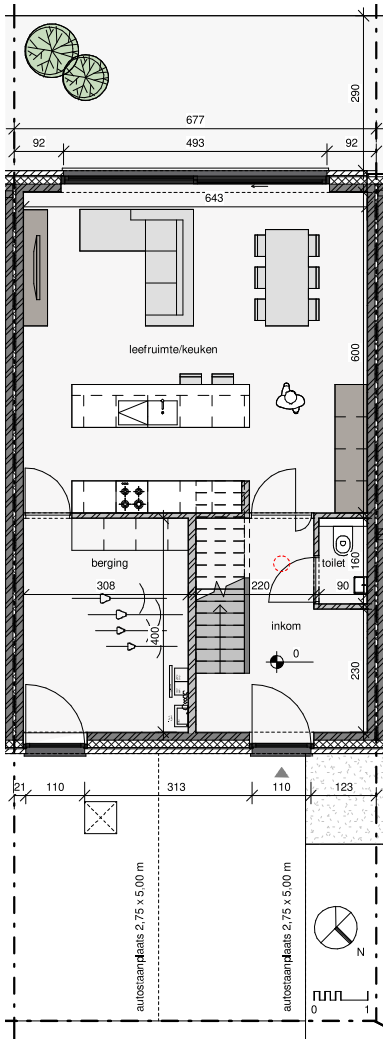 290
677
92 493 92
643
leefruimte/keuken
600
berging
toilet
160
308 220 90
400
inkom
0
230
21 110 313 110 123
autostaanplaats 2,75 x 5,00 m
autostaanplaats 2,75 x 5,00 m
N
0 1